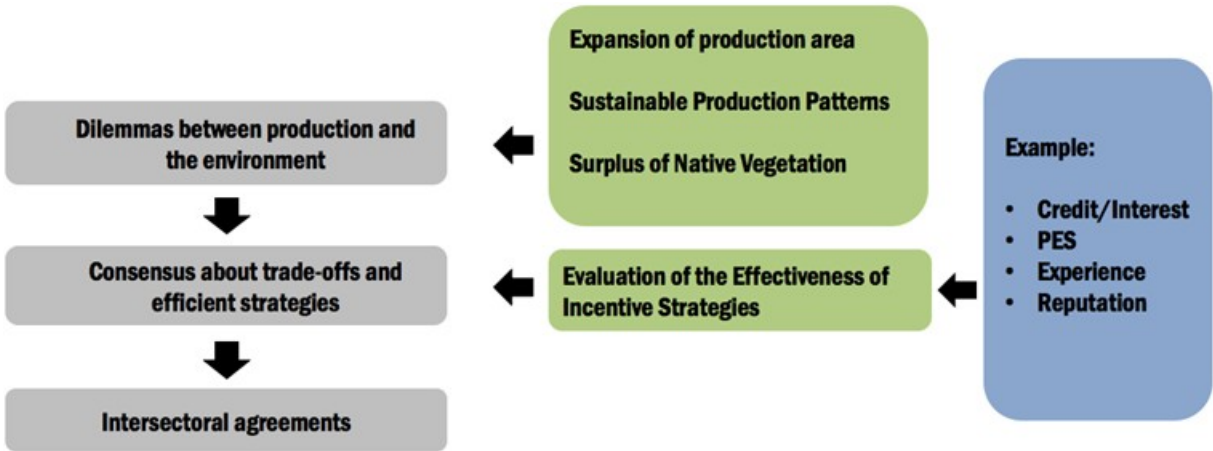 Dilemmas between production and
the environment
Consensus about trade-offs and
efficient strategies
Intersectoral agreements
Expansion of production area
Sustainable Production Patterns
Surplus of Native Vegetation
Evaluation of the Effectiveness of
Incentive Strategies
Example:
• Credit/Interest
• PES
• Experience
• Reputation